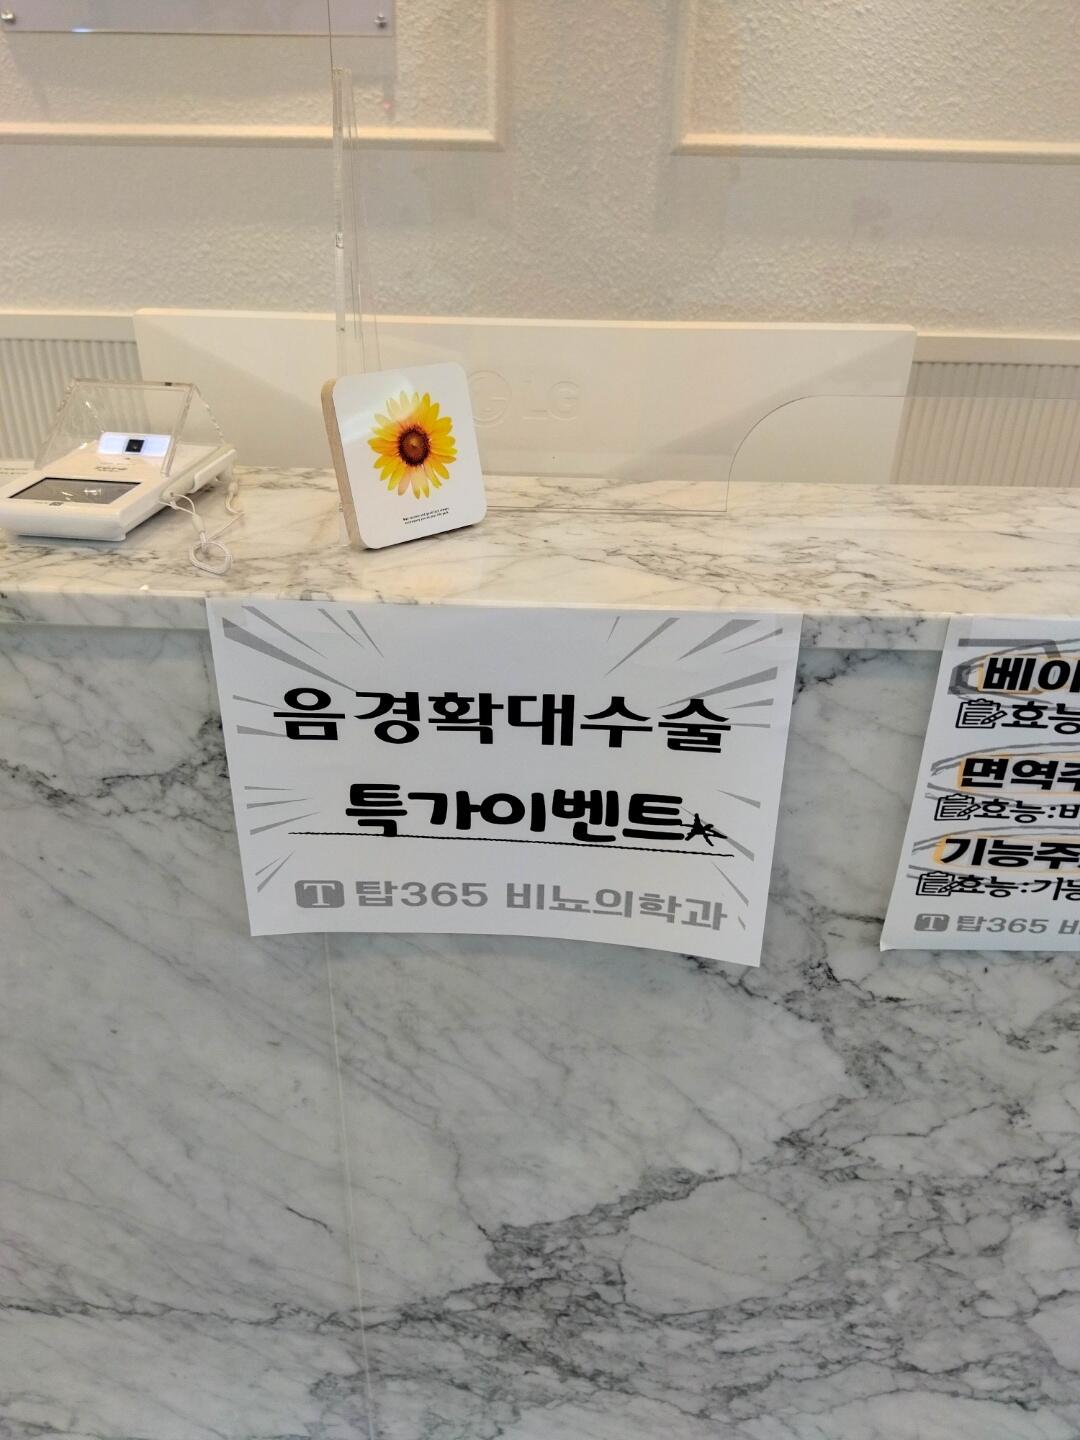 LG
음경확대수술
특가이벤트
T 탑365 비뇨의학과
베이
효능
면역주
효능:비
기능주
효능:기능
T 탑365 비